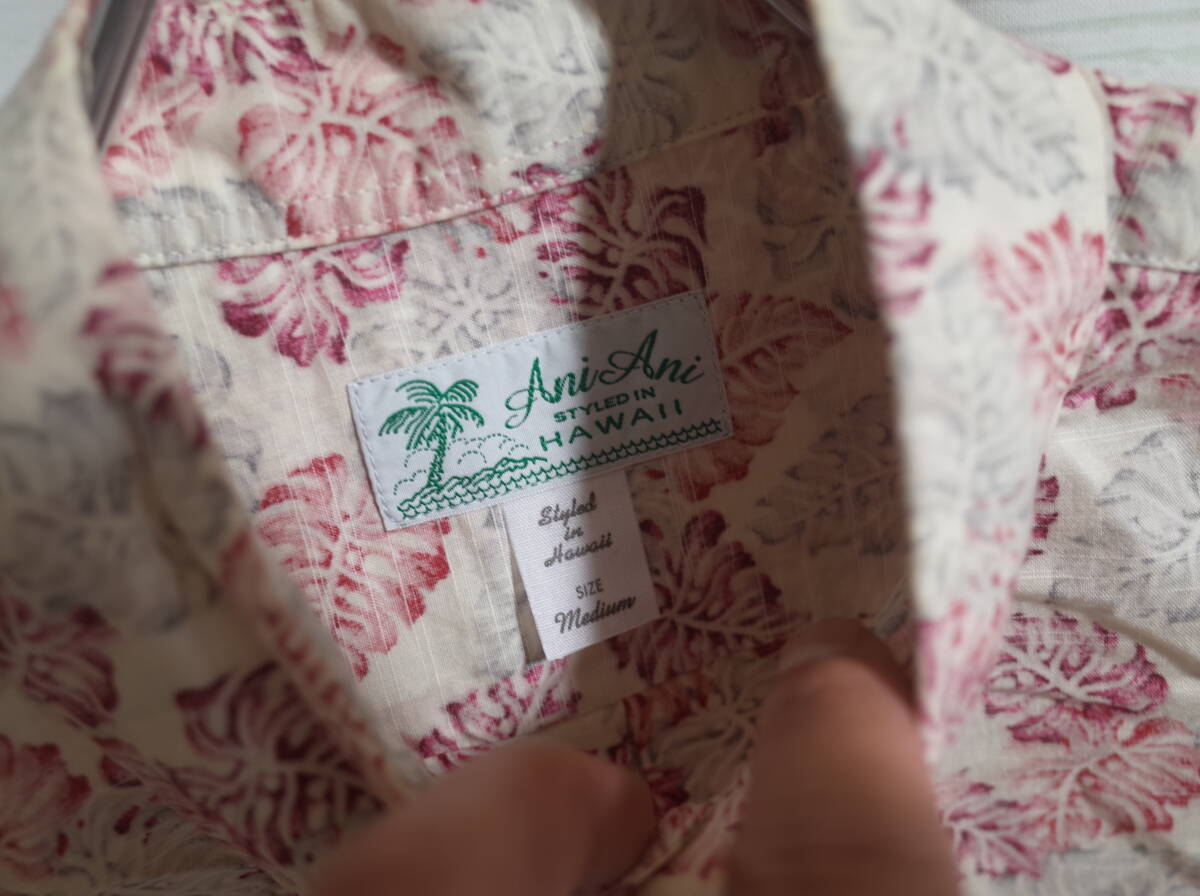 Ani Ani
STYLED IN
HAWAII
Styled
in
Hawaii
SIZE
Medium